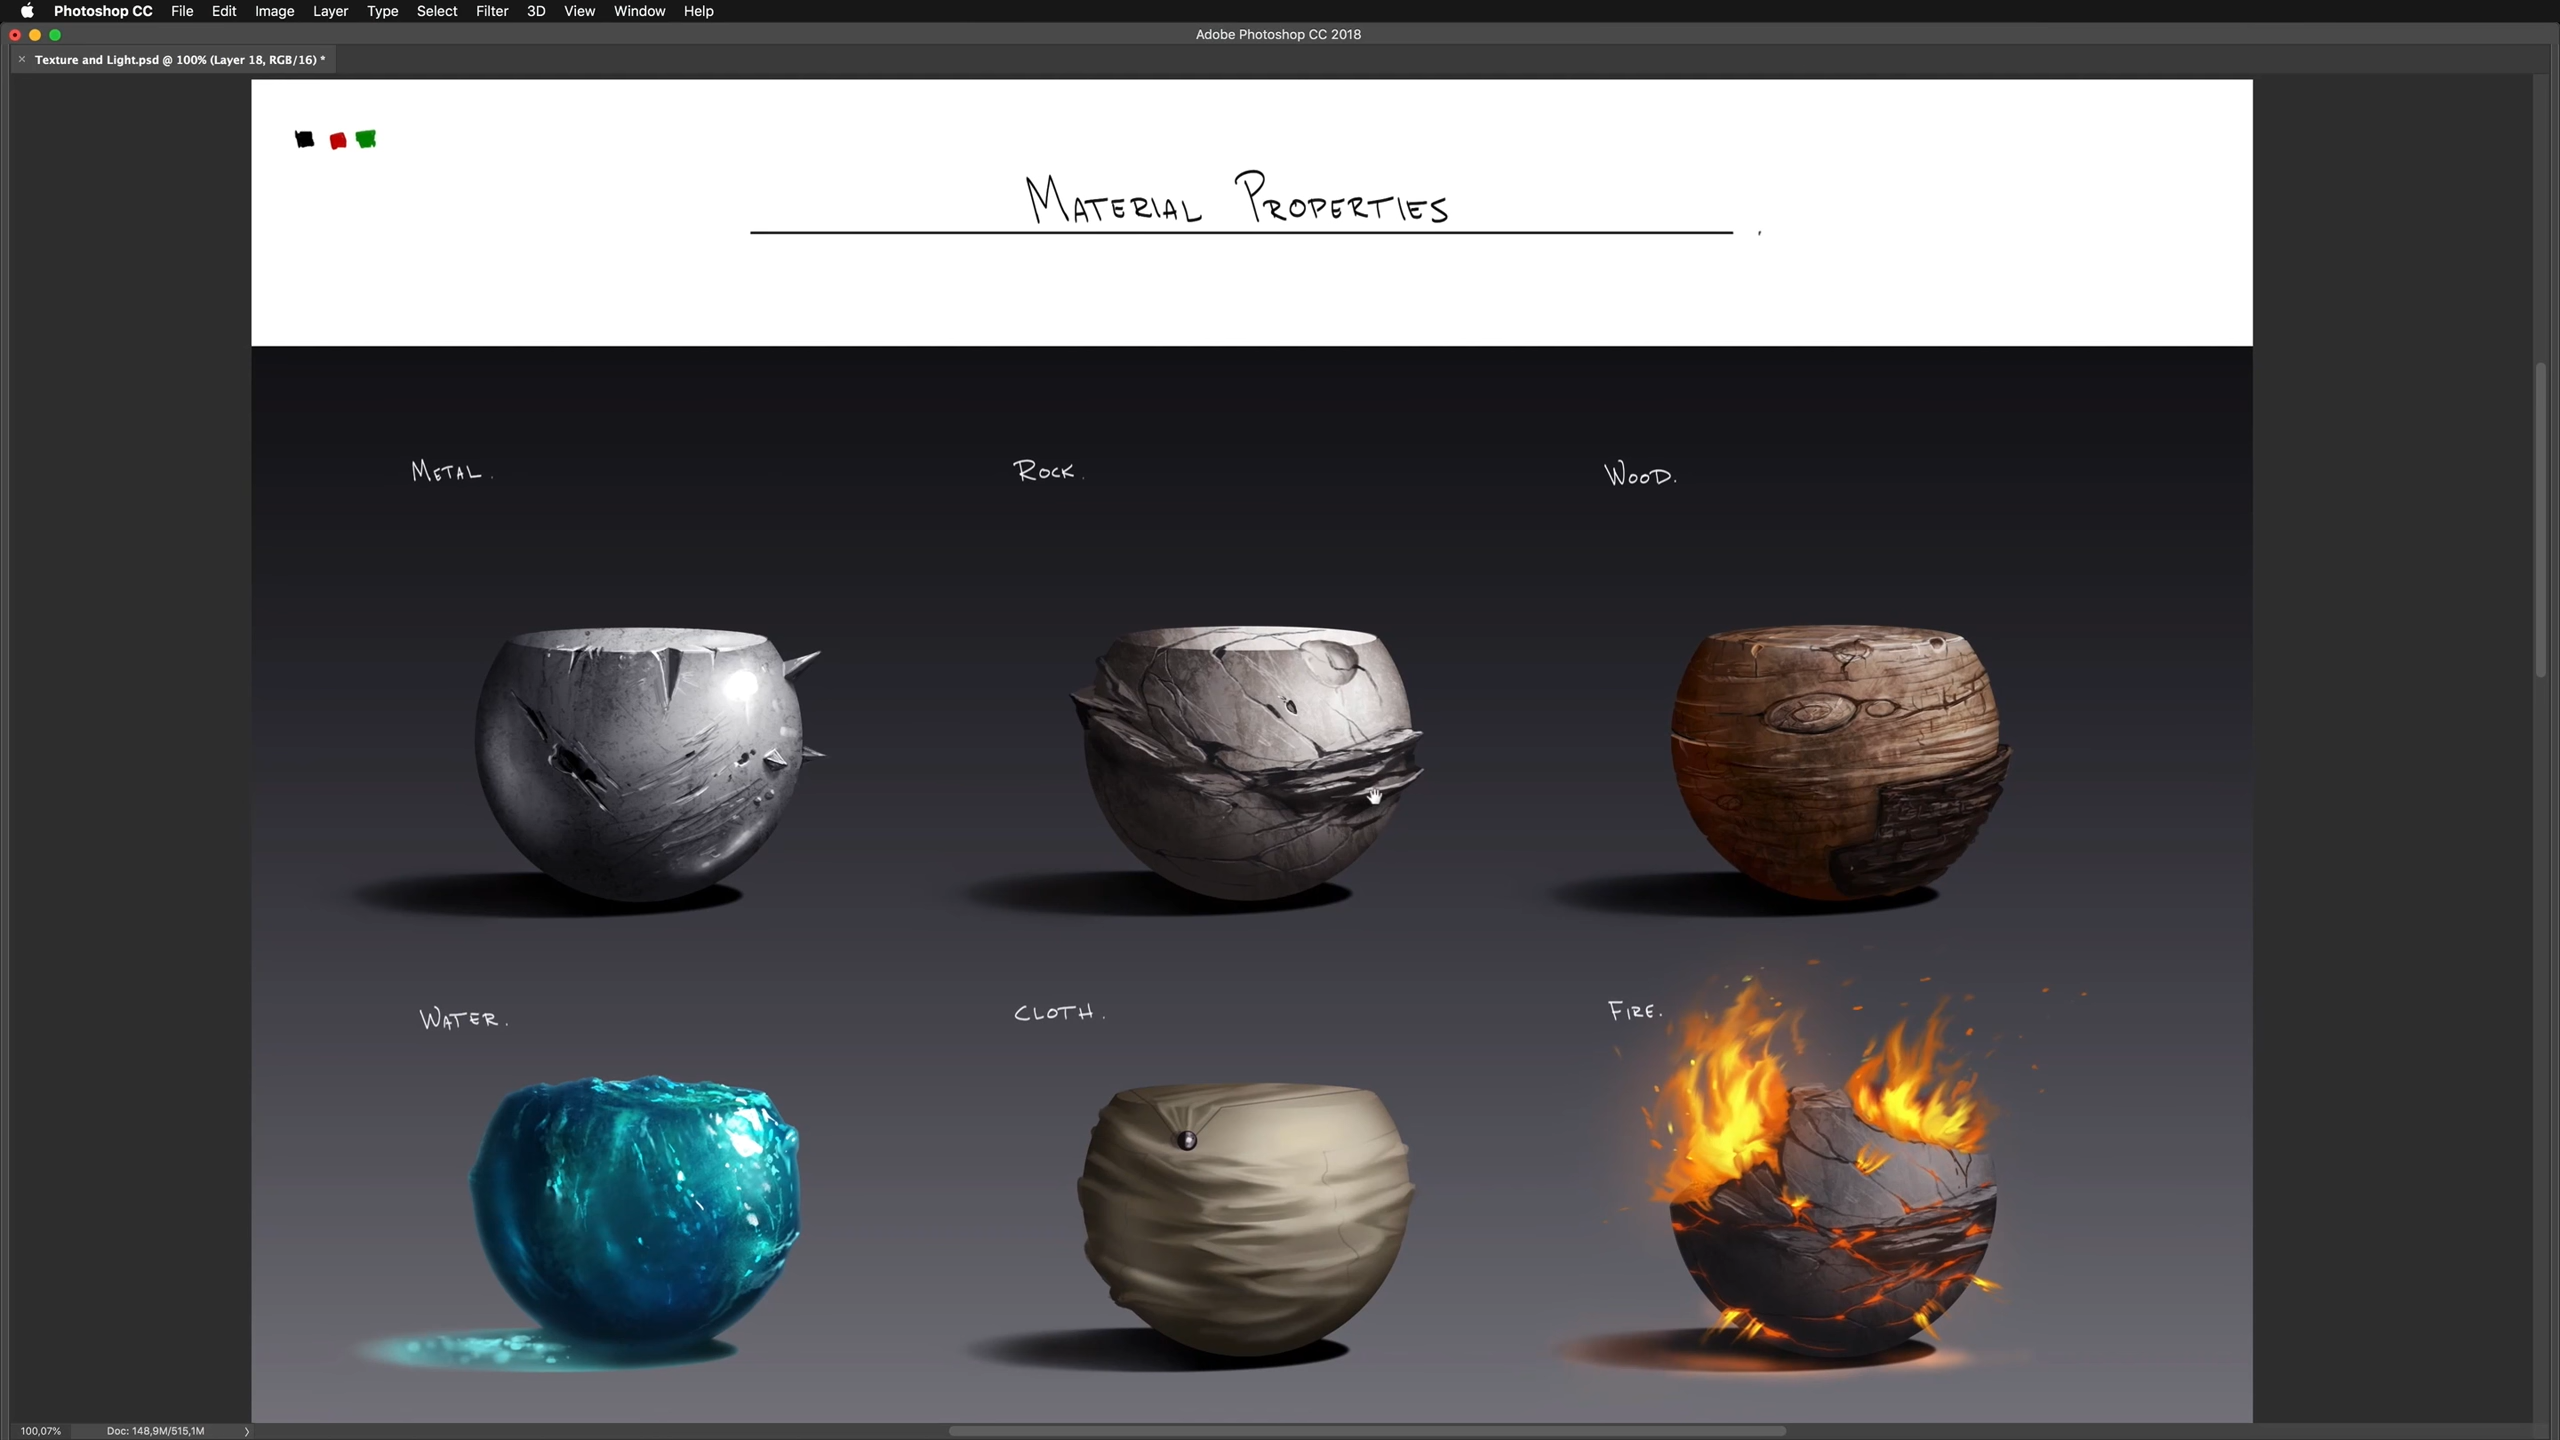 Photoshop CC File Edit Image Layer Type Select Filter 3D View Window Help
Adobe Photoshop CC 2018
× Texture and Light.psd @ 100% (Layer 18, RGB/16) *
MATERIAL PROPERTIES
METAL.
ROCK.
WOOD.
WATER.
CLOTH.
FIRE.
100,07% Doc: 148,9M/515,1M >